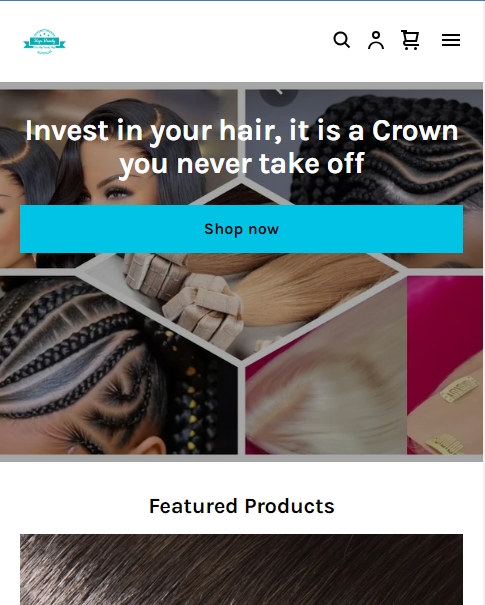 Invest in your hair, it is a Crown
you never take off
Shop now
Featured Products